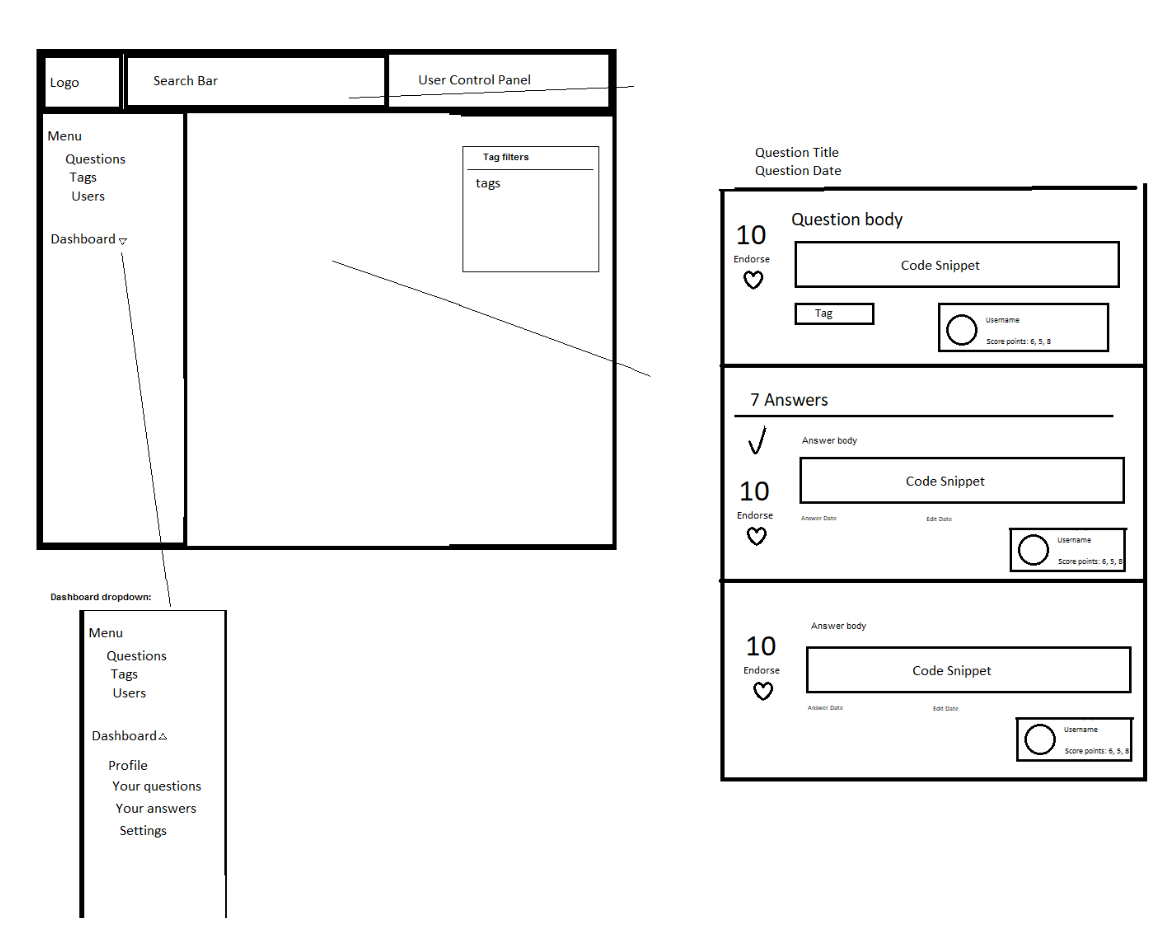 Logo
Search Bar
User Control Panel
Menu
Questions
Tags
Users
Dashboard
Tag filters
tags
Dashboard dropdown:
Menu
Questions
Tags
Users
Dashboard
Profile
Your questions
Your answers
Settings
Question Title
Question Date
Question body
10
Endorse
Code Snippet
Tag
Username
Score points: 6, 5, 8
7 Answers
Answer body
10
Endorse
Code Snippet
Answer Date
Edit Date
Username
Score points: 6, 5, 8
Answer body
10
Endorse
Code Snippet
Answer Date
Edit Date
Username
Score points: 6, 5, 8